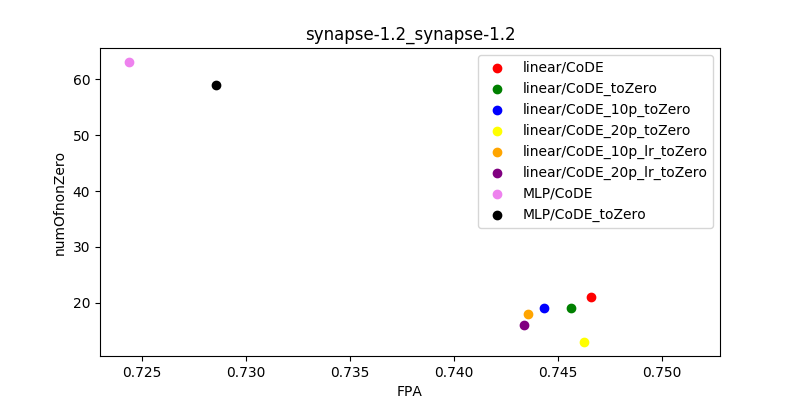 synapse-1.2_synapse-1.2
60
50
40
30
20
numOfnonZero
linear/CoDE
linear/CoDE_toZero
linear/CoDE_10p_toZero
linear/CoDE_20p_toZero
linear/CoDE_10p_lr_toZero
linear/CoDE_20p_lr_toZero
MLP/CoDE
MLP/CoDE_toZero
0.725 0.730 0.735 0.740 0.745 0.750
FPA